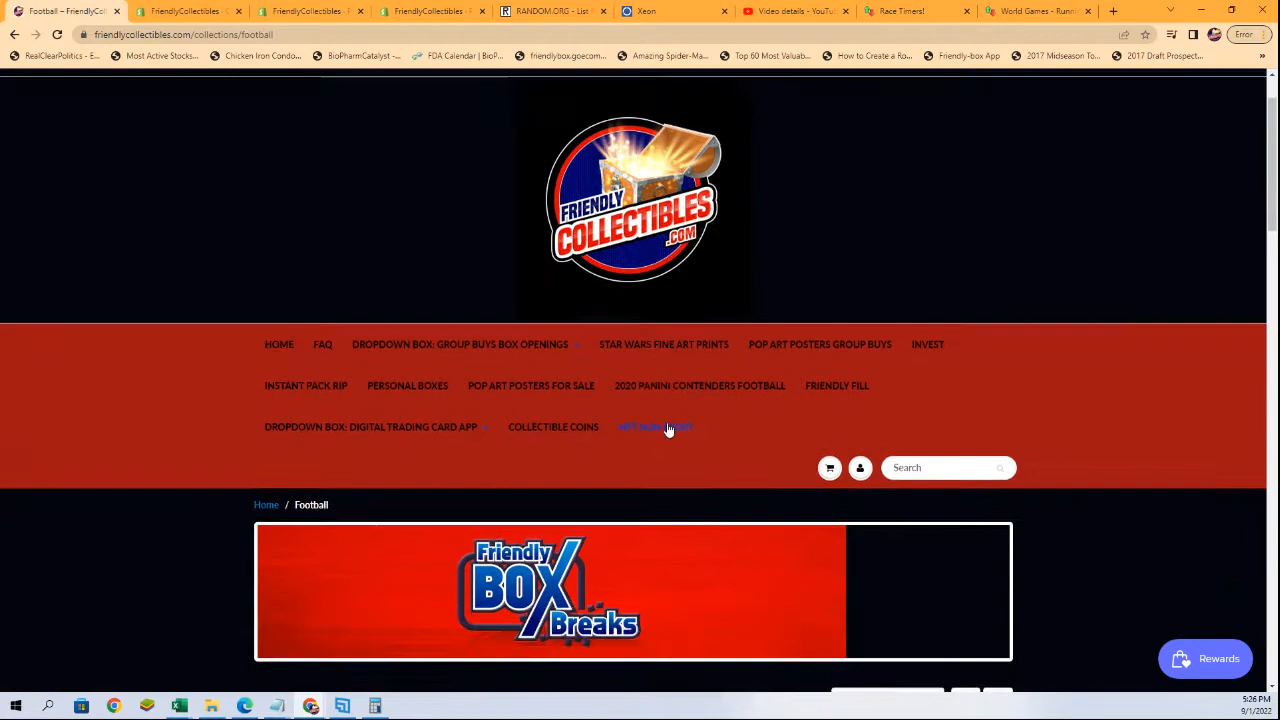 Football – FriendlyColl
FriendlyCollectibles - C
FriendlyCollectibles - P
FriendlyCollectibles - F
RANDOM.ORG - List
Xeon
Video details - YouTu
Race Timers!
World Games - Runni
friendlycollectibles.com/collections/football
Error
RealClearPolitics - E...
Most Active Stocks...
Chicken Iron Condo...
BioPharmCatalyst -...
FDA Calendar | BioP...
friendlybox.goecom...
Amazing Spider-Ma...
Top 60 Most Valuab...
How to Create a Ro...
Friendly-box App
2017 Midseason To...
2017 Draft Prospect...
FRIENDLY
COLLECTIBLES
.COM
HOME FAQ DROPDOWN BOX: GROUP BUYS BOX OPENINGS STAR WARS FINE ART PRINTS POP ART POSTERS GROUP BUYS INVEST
INSTANT PACK RIP PERSONAL BOXES POP ART POSTERS FOR SALE 2020 PANINI CONTENDERS FOOTBALL FRIENDLY FILL
DROPDOWN BOX: DIGITAL TRADING CARD APP COLLECTIBLE COINS
Search
Home / Football
Friendly
BOX
Breaks
Rewards
5:26 PM
9/1/2022